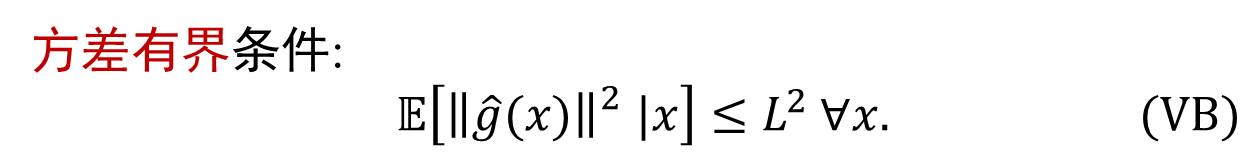 方差有界条件:
𝔼[‖ĝ(x)‖² |x] ≤ L² ∀x. (VB)